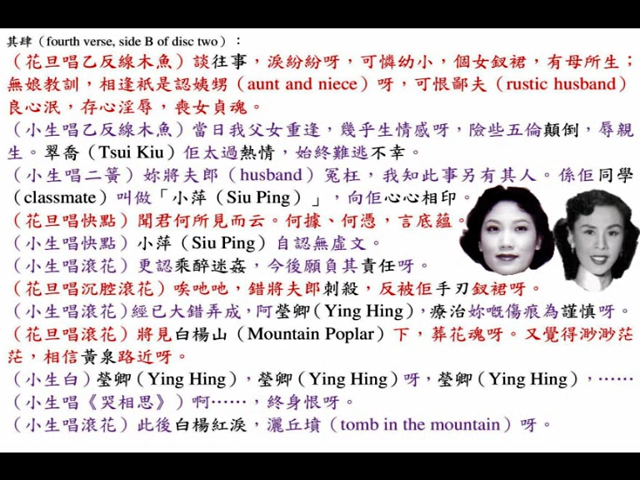 其肆（fourth verse, side B of disc two）：
（花旦唱乙反線木魚）談往事，淚紛紛呀，可憐幼小，個女釵裙，有母所生；
無娘教訓，相逢祇是認姨甥（aunt and niece）呀，可恨鄙夫（rustic husband）
良心泯，存心淫辱，喪女貞魂。
（小生唱乙反線木魚）當日我父女重逢，幾乎生情感呀，險些五倫顛倒，辱親
生。翠喬（Tsui Kiu）佢太過熱情，始終難逃不幸。
（小生唱二簧）妳將夫郎（husband）冤枉，我知此事另有其人。係佢同學
（classmate）叫做「小萍（Siu Ping）」，向佢心心相印。
（花旦唱快點）聞君何所見而云。何據、何憑，言底蘊。
（小生唱快點）小萍（Siu Ping）自認無虛文。
（小生唱滾花）更認乘醉迷姦，今後願負其責任呀。
（花旦唱沉腔滾花）唉吔吔，錯將夫郎刺殺，反被佢手刃釵裙呀。
（小生唱滾花）經已大錯弄成，阿瑩卿（Ying Hing），療治妳嘅傷痕為謹慎呀。
（花旦唱滾花）將見白楊山（Mountain Poplar）下，葬花魂呀。又覺得渺渺茫
茫，相信黃泉路近呀。
（小生白）瑩卿（Ying Hing），瑩卿（Ying Hing）呀，瑩卿（Ying Hing），……
（小生唱《哭相思》）啊……，終身恨呀。
（小生唱滾花）此後白楊紅淚，灑丘墳（tomb in the mountain）呀。